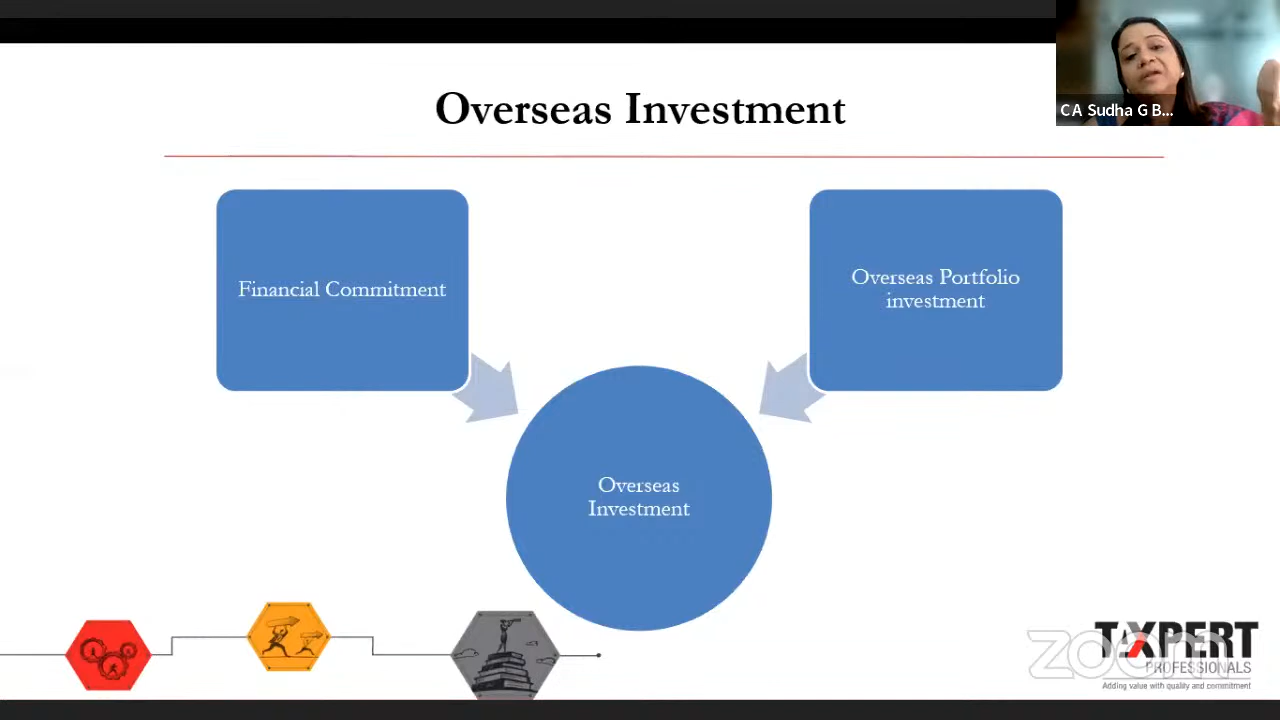 Overseas Investment
CA Sudha G B...
Financial Commitment
Overseas Portfolio
investment
Overseas
Investment
TAXPERT
PROFESSIONALS
Adding value with quality and commitment
zoom